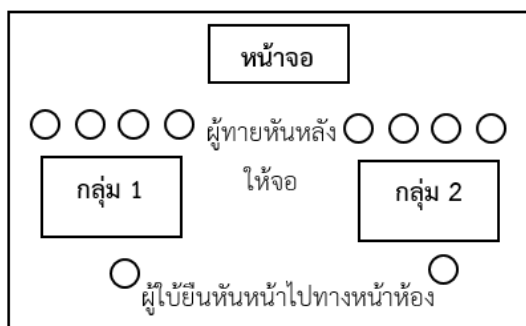 หน้าจอ
ผู้ทายหันหลัง
ให้จอ
กลุ่ม 1
กลุ่ม 2
ผู้ใบ้ยืนหันหน้าไปทางหน้าห้อง